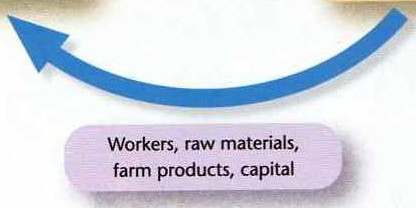 Workers, raw materials,
farm products, capital